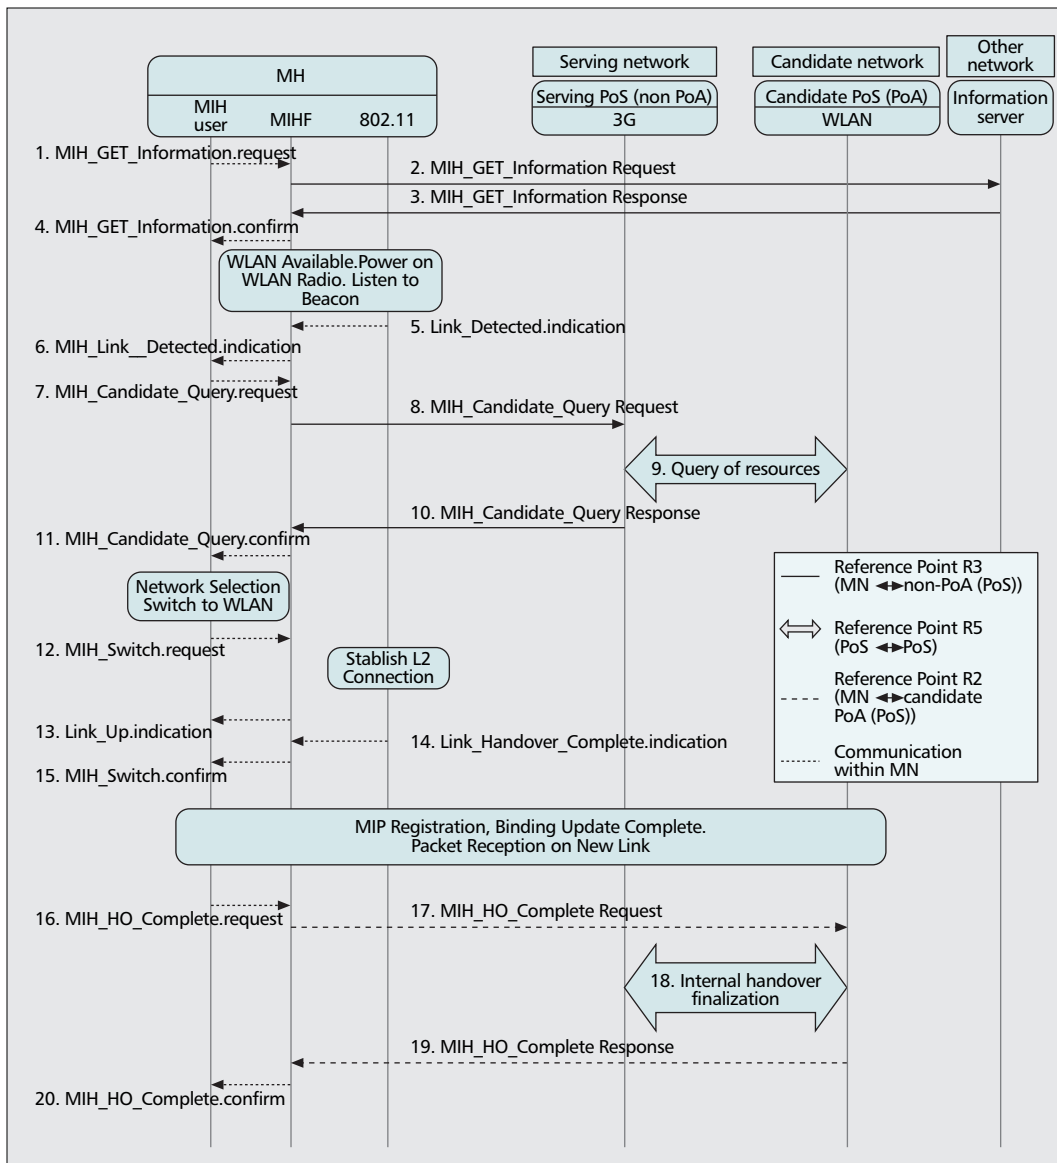 Other
network
Serving network
Candidate network
MH
Serving PoS (non PoA)
Candidate PoS (PoA)
Information
server
MIH
user
MIHF
802.11
3G
WLAN
1. MIH_GET_Information.request
2. MIH_GET_Information Request
3. MIH_GET_Information Response
4. MIH_GET_Information.confirm
WLAN Available.Power on
WLAN Radio. Listen to
Beacon
5. Link_Detected.indication
6. MIH_Link__Detected.indication
7. MIH_Candidate_Query.request
8. MIH_Candidate_Query Request
9. Query of resources
10. MIH_Candidate_Query Response
11. MIH_Candidate_Query.confirm
Network Selection
Switch to WLAN
12. MIH_Switch.request
Stablish L2
Connection
13. Link_Up.indication
14. Link_Handover_Complete.indication
15. MIH_Switch.confirm
Reference Point R3
(MN non-PoA (PoS))
Reference Point R5
(PoS PoS)
Reference Point R2
(MN candidate
PoA (PoS))
Communication
within MN
MIP Registration, Binding Update Complete.
Packet Reception on New Link
16. MIH_HO_Complete.request
17. MIH_HO_Complete Request
18. Internal handover
finalization
19. MIH_HO_Complete Response
20. MIH_HO_Complete.confirm